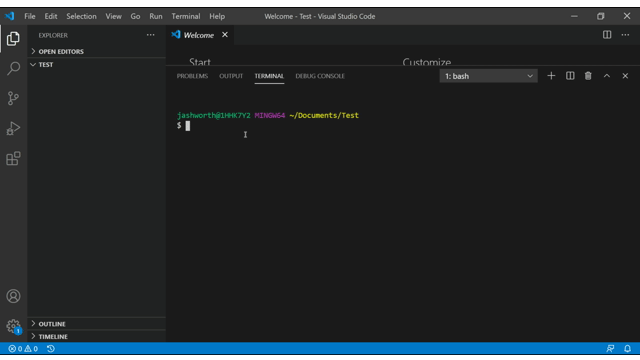 File Edit Selection View Go Run Terminal Help Welcome - Test - Visual Studio Code
EXPLORER
Welcome
OPEN EDITORS
TEST
Start Customize
PROBLEMS OUTPUT TERMINAL DEBUG CONSOLE 1: bash
jashworth@1HHK7Y2 MINGW64 ~/Documents/Test
$
OUTLINE
TIMELINE
1
0 0